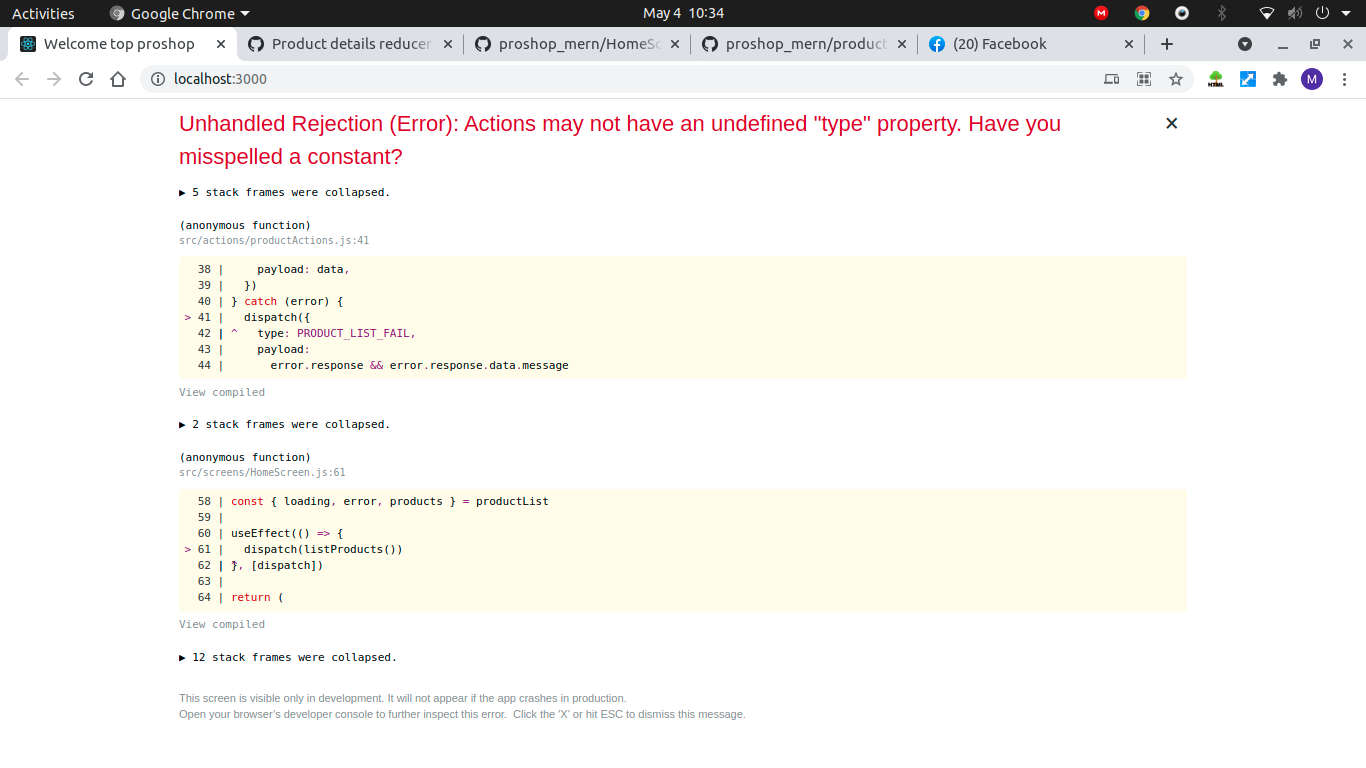 Activities Google Chrome May 4 10:34
Welcome top proshop Product details reducer proshop_mern/HomeSc proshop_mern/product (20) Facebook
localhost:3000 HTML M
Unhandled Rejection (Error): Actions may not have an undefined "type" property. Have you
misspelled a constant?
▶ 5 stack frames were collapsed.
(anonymous function)
src/actions/productActions.js:41
38 | payload: data,
39 | })
40 | } catch (error) {
> 41 | dispatch({
42 | ^ type: PRODUCT_LIST_FAIL,
43 | payload:
44 | error.response && error.response.data.message
View compiled
▶ 2 stack frames were collapsed.
(anonymous function)
src/screens/HomeScreen.js:61
58 | const { loading, error, products } = productList
59 |
60 | useEffect(() => {
> 61 | dispatch(listProducts())
62 | }, [dispatch])
63 |
64 | return (
View compiled
▶ 12 stack frames were collapsed.
This screen is visible only in development. It will not appear if the app crashes in production.
Open your browser's developer console to further inspect this error. Click the 'X' or hit ESC to dismiss this message.